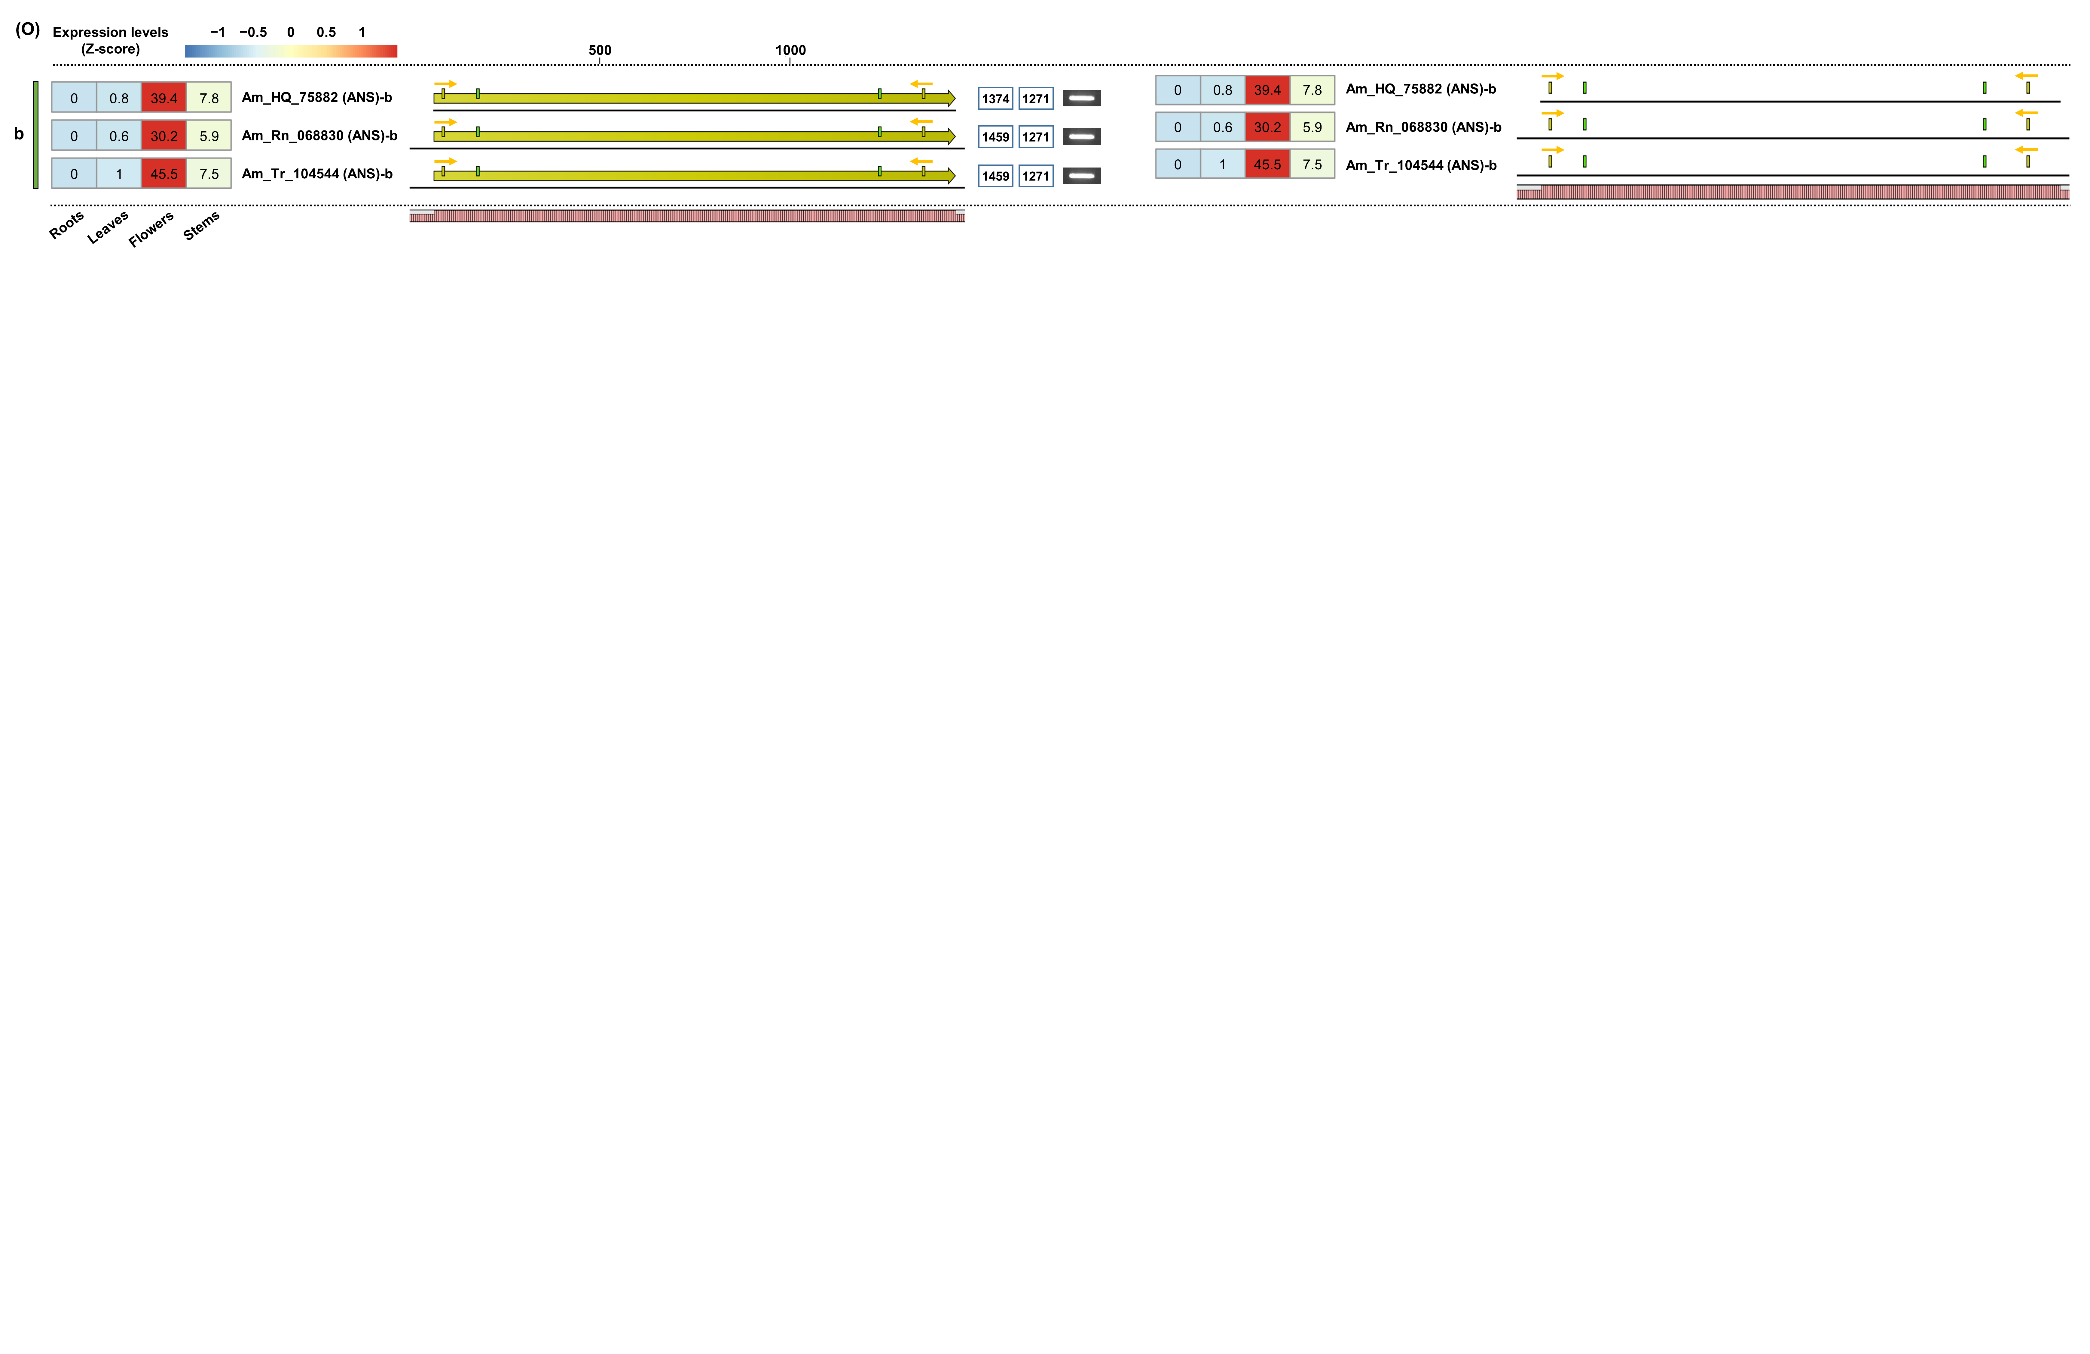 (O) Expression levels
(Z-score)
−1 −0.5 0 0.5 1
500 1000
b
0 0.8 39.4 7.8 Am_HQ_75882 (ANS)-b 1374 1271
0 0.6 30.2 5.9 Am_Rn_068830 (ANS)-b 1459 1271
0 1 45.5 7.5 Am_Tr_104544 (ANS)-b 1459 1271
Roots Leaves Flowers Stems
0 0.8 39.4 7.8 Am_HQ_75882 (ANS)-b
0 0.6 30.2 5.9 Am_Rn_068830 (ANS)-b
0 1 45.5 7.5 Am_Tr_104544 (ANS)-b